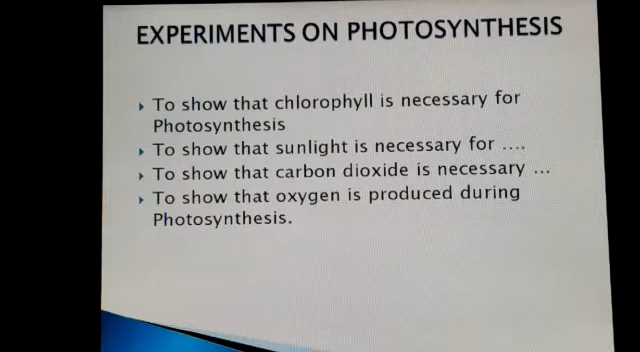 EXPERIMENTS ON PHOTOSYNTHESIS
To show that chlorophyll is necessary for
Photosynthesis
To show that sunlight is necessary for ....
To show that carbon dioxide is necessary ...
To show that oxygen is produced during
Photosynthesis.